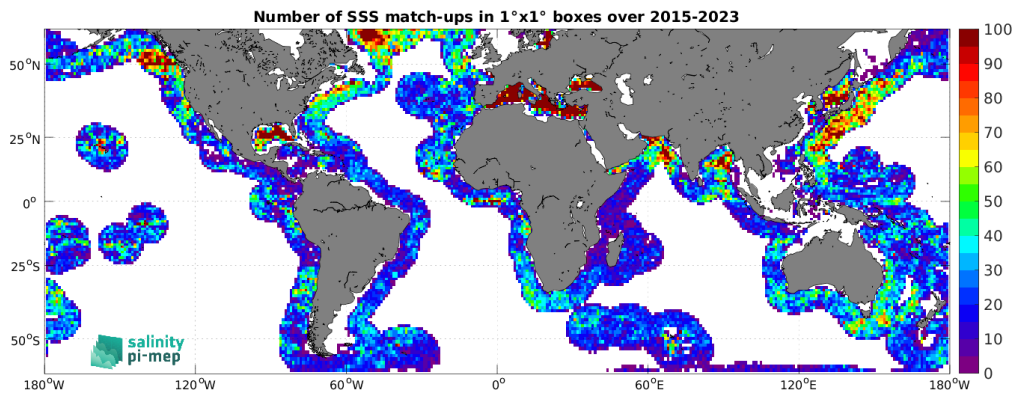 Number of SSS match-ups in 1°x1° boxes over 2015-2023
50°N
25°N
0°
25°S
50°S
180°W
120°W
60°W
0°
60°E
120°E
180°W
100
90
80
70
60
50
40
30
20
10
0
salinity
pi-mep